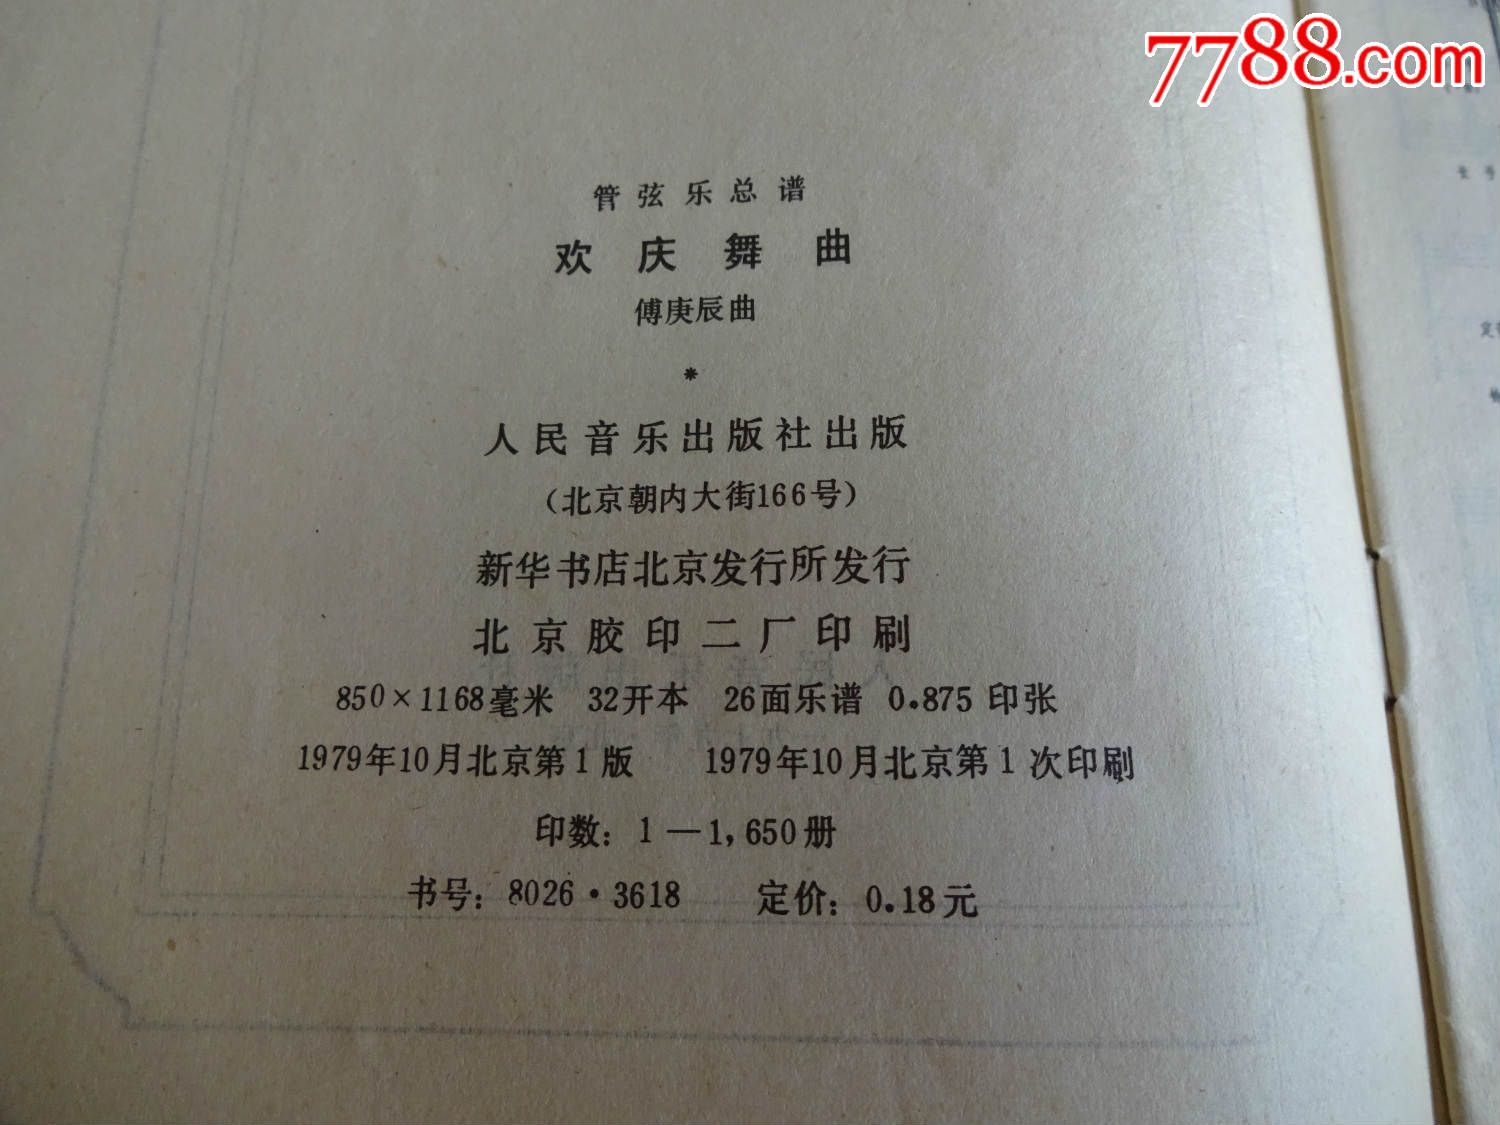 7788.com
管弦乐总谱
欢庆舞曲
傅庚辰曲
*
人民音乐出版社出版
(北京朝内大街166号)
新华书店北京发行所发行
北京胶印二厂印刷
850×1168毫米 32开本 26面乐谱 0.875印张
1979年10月北京第1版 1979年10月北京第1次印刷
印数：1—1,650册
书号：8026·3618 定价：0.18元